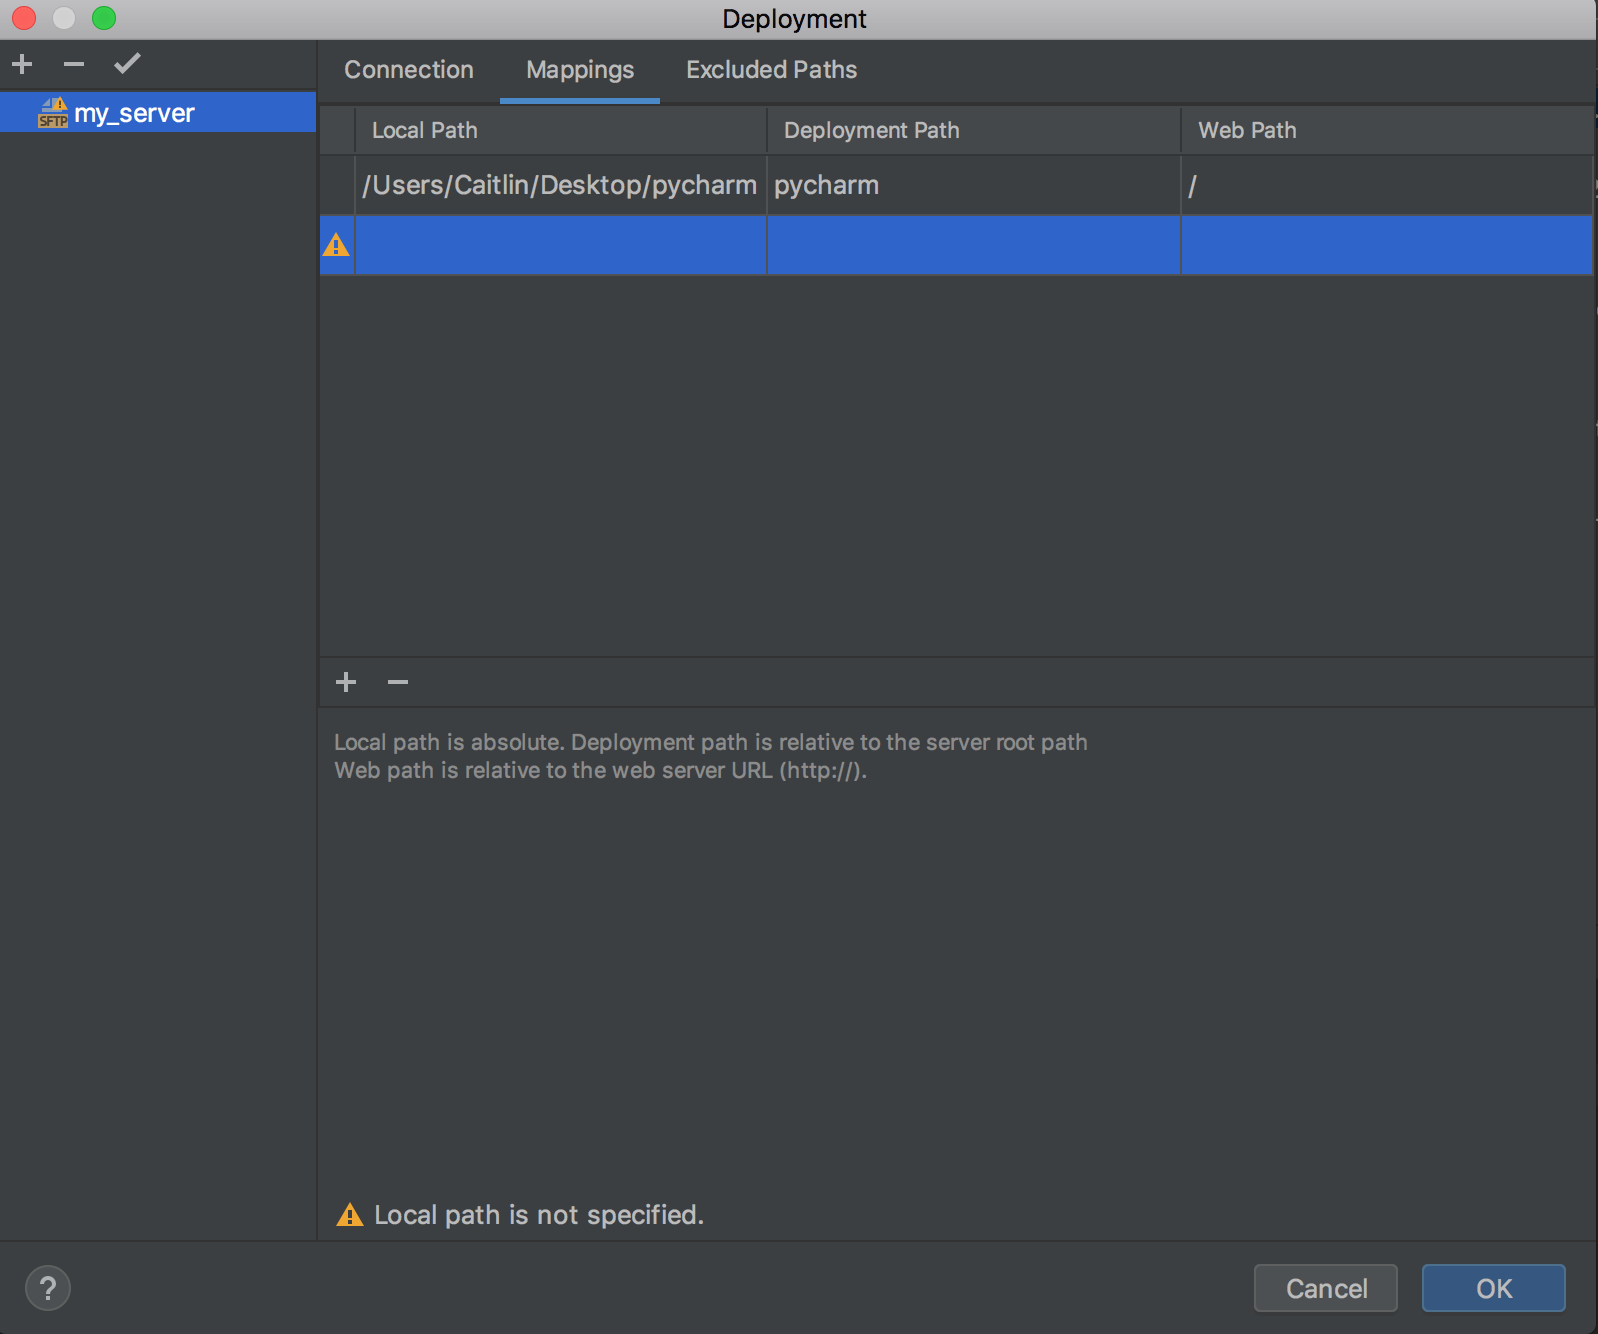 Deployment
Connection Mappings Excluded Paths
SFTP my_server
Local Path Deployment Path Web Path
/Users/Caitlin/Desktop/pycharm pycharm /
Local path is absolute. Deployment path is relative to the server root path
Web path is relative to the web server URL (http://).
Local path is not specified.
? Cancel OK